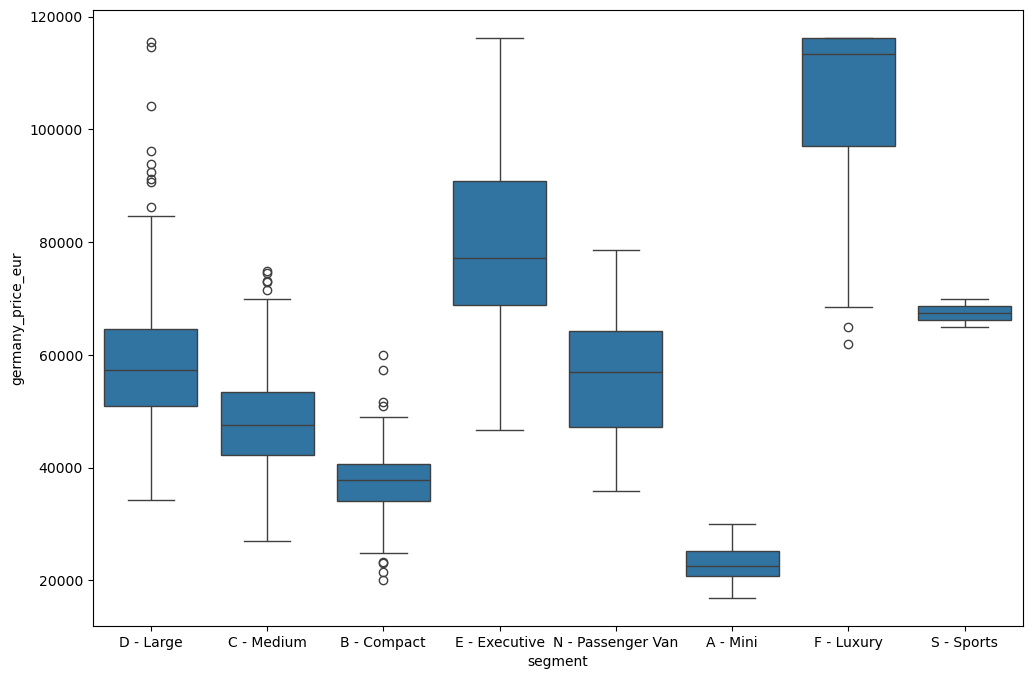 120000
100000
80000
60000
40000
20000
germany_price_eur
D - Large C - Medium B - Compact E - Executive N - Passenger Van A - Mini F - Luxury S - Sports
segment